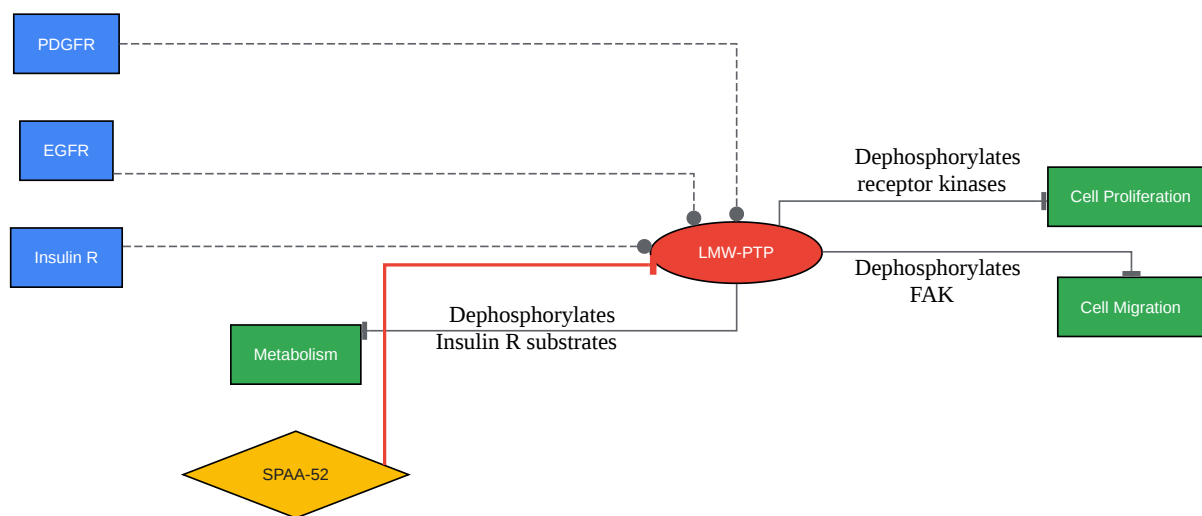 PDGFR
EGFR
Insulin R
Dephosphorylates
receptor kinases
Cell Proliferation
LMW-PTP
Dephosphorylates
FAK
Cell Migration
Dephosphorylates
Insulin R substrates
Metabolism
SPAA-52